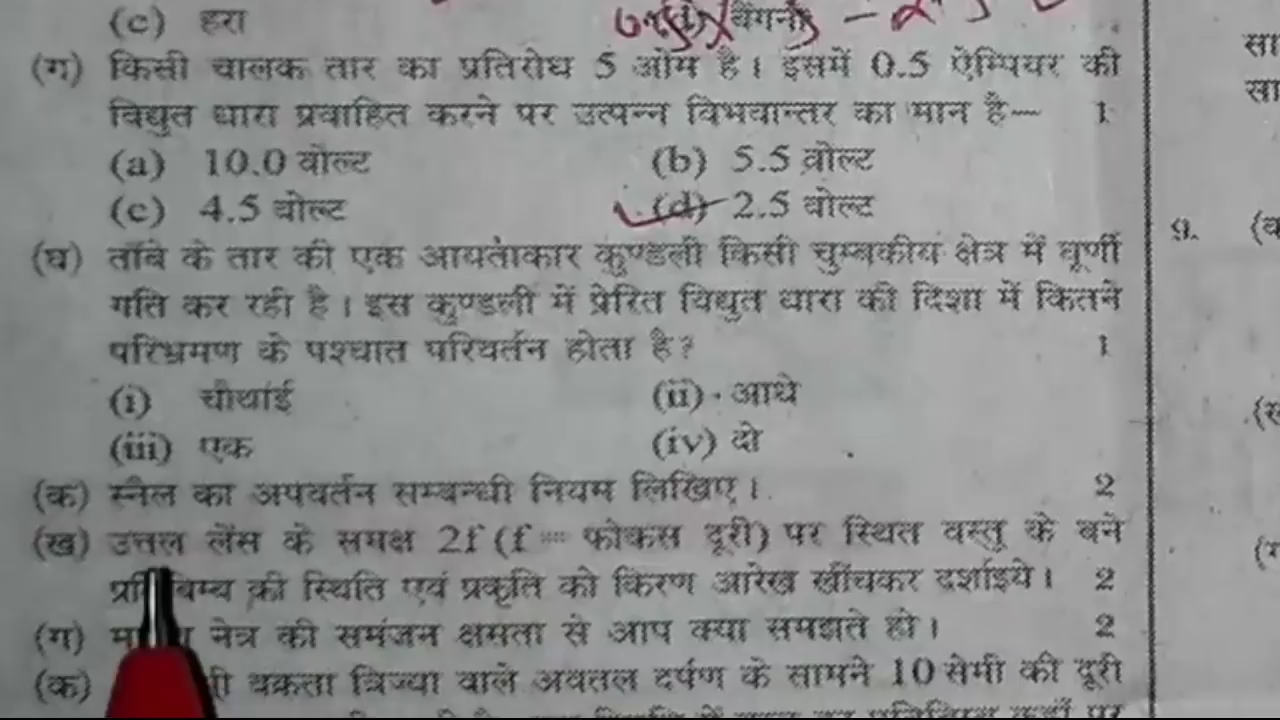 (c) हरा
बैंगनी
(ग) किसी चालक तार का प्रतिरोध 5 ओम है। इसमें 0.5 ऐम्पियर की
विद्युत धारा प्रवाहित करने पर उत्पन्न विभवान्तर का मान है— 1
(a) 10.0 वोल्ट (b) 5.5 वोल्ट
(c) 4.5 वोल्ट (d) 2.5 वोल्ट
(घ) ताँबे के तार की एक आयताकार कुण्डली किसी चुम्बकीय क्षेत्र में घूर्णी
गति कर रही है। इस कुण्डली में प्रेरित विद्युत धारा की दिशा में कितने
परिभ्रमण के पश्चात परिवर्तन होता है? 1
(i) चौथाई (ii) आधे
(iii) एक (iv) दो
(क) स्नैल का अपवर्तन सम्बन्धी नियम लिखिए। 2
(ख) उत्तल लेंस के समक्ष 2f (f = फोकस दूरी) पर स्थित वस्तु के बने
की स्थिति एवं प्रकृति को किरण आरेख खींचकर दर्शाइये। 2
(ग) नेत्र की समंजन क्षमता से आप क्या समझते हो। 2
(क) वक्रता त्रिज्या वाले अवतल दर्पण के सामने 10 सेमी की दूरी
सा
सा
9.